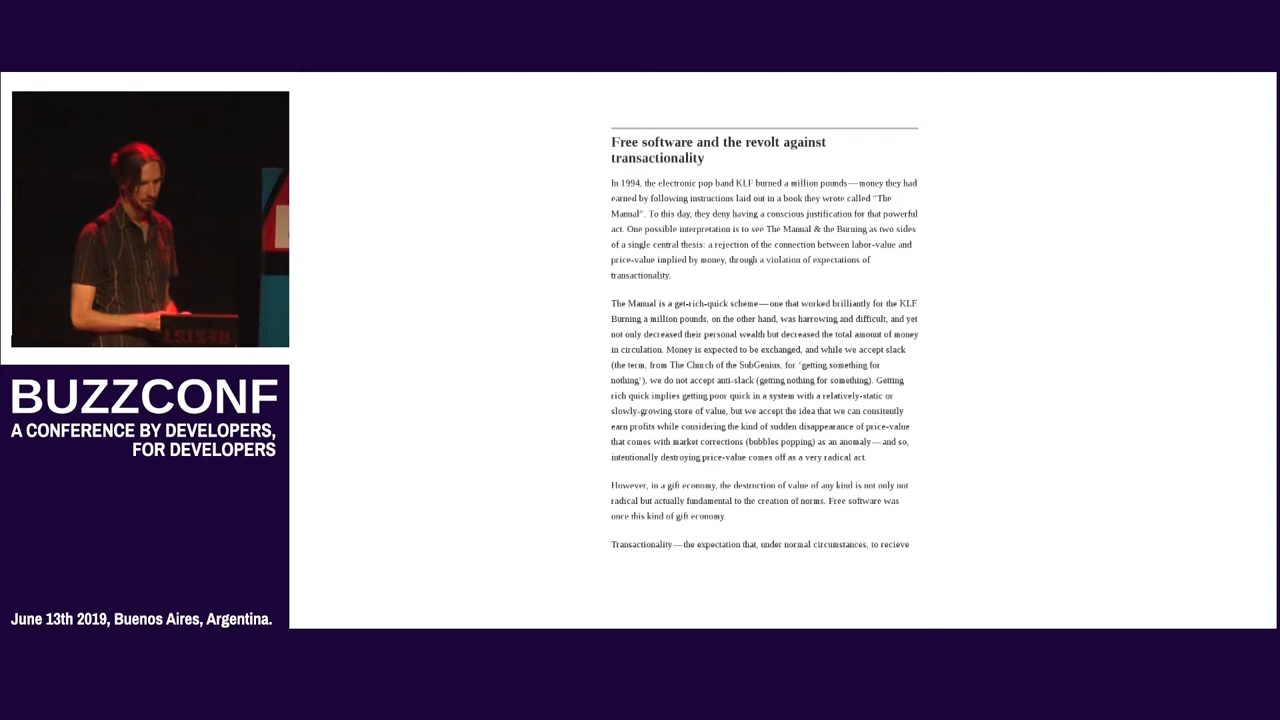 Free software and the revolt against
transactionality
In 1994, the electronic pop band KLF burned a million pounds—money they had
earned by following instructions laid out in a book they wrote called "The
Manual". To this day, they deny having a conscious justification for that powerful
act. One possible interpretation is to see The Manual & the Burning as two sides
of a single central thesis: a rejection of the connection between labor-value and
price-value implied by money, through a violation of expectations of
transactionality.
The Manual is a get-rich-quick scheme—one that worked brilliantly for the KLF.
Burning a million pounds, on the other hand, was harrowing and difficult, and yet
not only decreased their personal wealth but decreased the total amount of money
in circulation. Money is expected to be exchanged, and while we accept slack
(the term, from The Church of the SubGenius, for 'getting something for
nothing'), we do not accept anti-slack (getting nothing for something). Getting
rich quick implies getting poor quick in a system with a relatively-static or
slowly-growing store of value, but we accept the idea that we can consitently
earn profits while considering the kind of sudden disappearance of price-value
that comes with market corrections (bubbles popping) as an anomaly—and so,
intentionally destroying price-value comes off as a very radical act.
However, in a gift economy, the destruction of value of any kind is not only not
radical but actually fundamental to the creation of norms. Free software was
once this kind of gift economy.
Transactionality—the expectation that, under normal circumstances, to recieve
RESIST
BUZZCONF
A CONFERENCE BY DEVELOPERS,
FOR DEVELOPERS
June 13th 2019, Buenos Aires, Argentina.